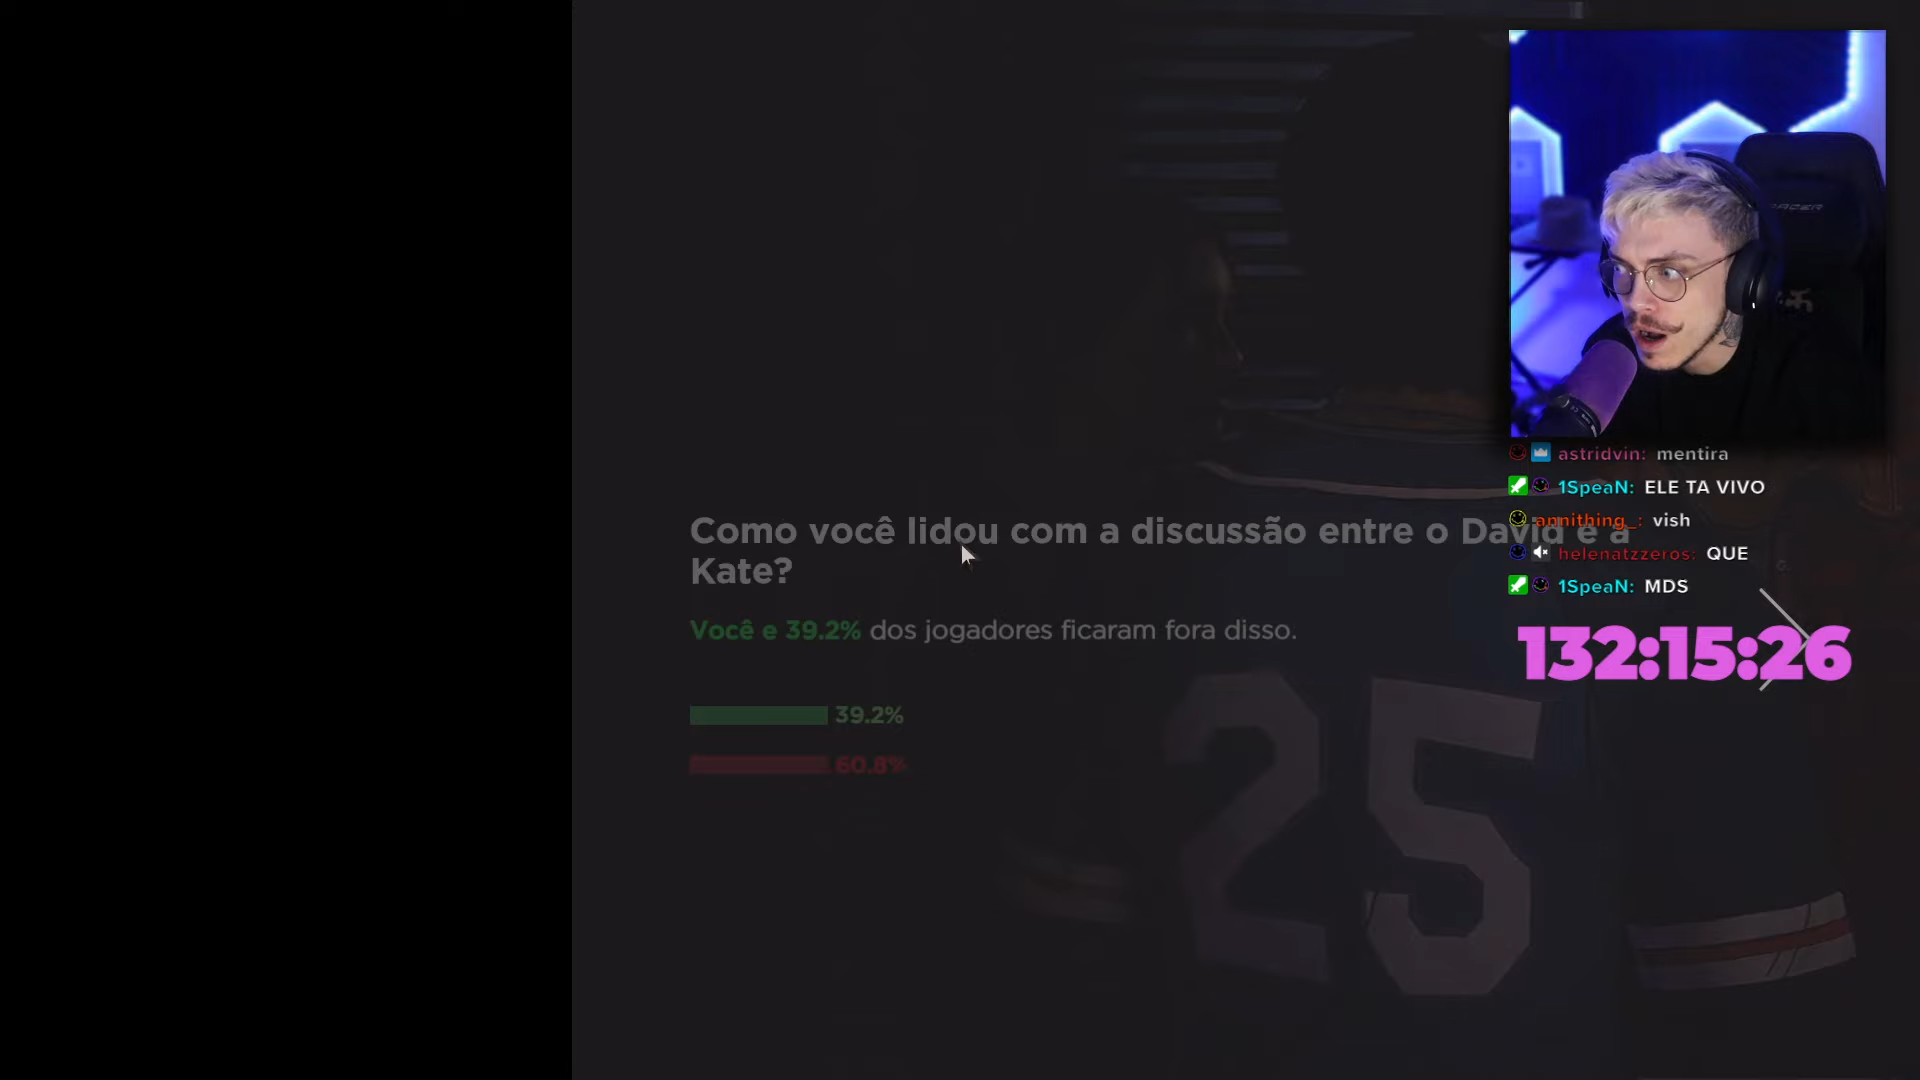 Como você lidou com a discussão entre o David e a
Kate?
Você e 39.2% dos jogadores ficaram fora disso.
39.2%
60.8%
25
astridvin: mentira
1SpeaN: ELE TA VIVO
annithing_: vish
helenatzzeros: QUE
1SpeaN: MDS
132:15:26